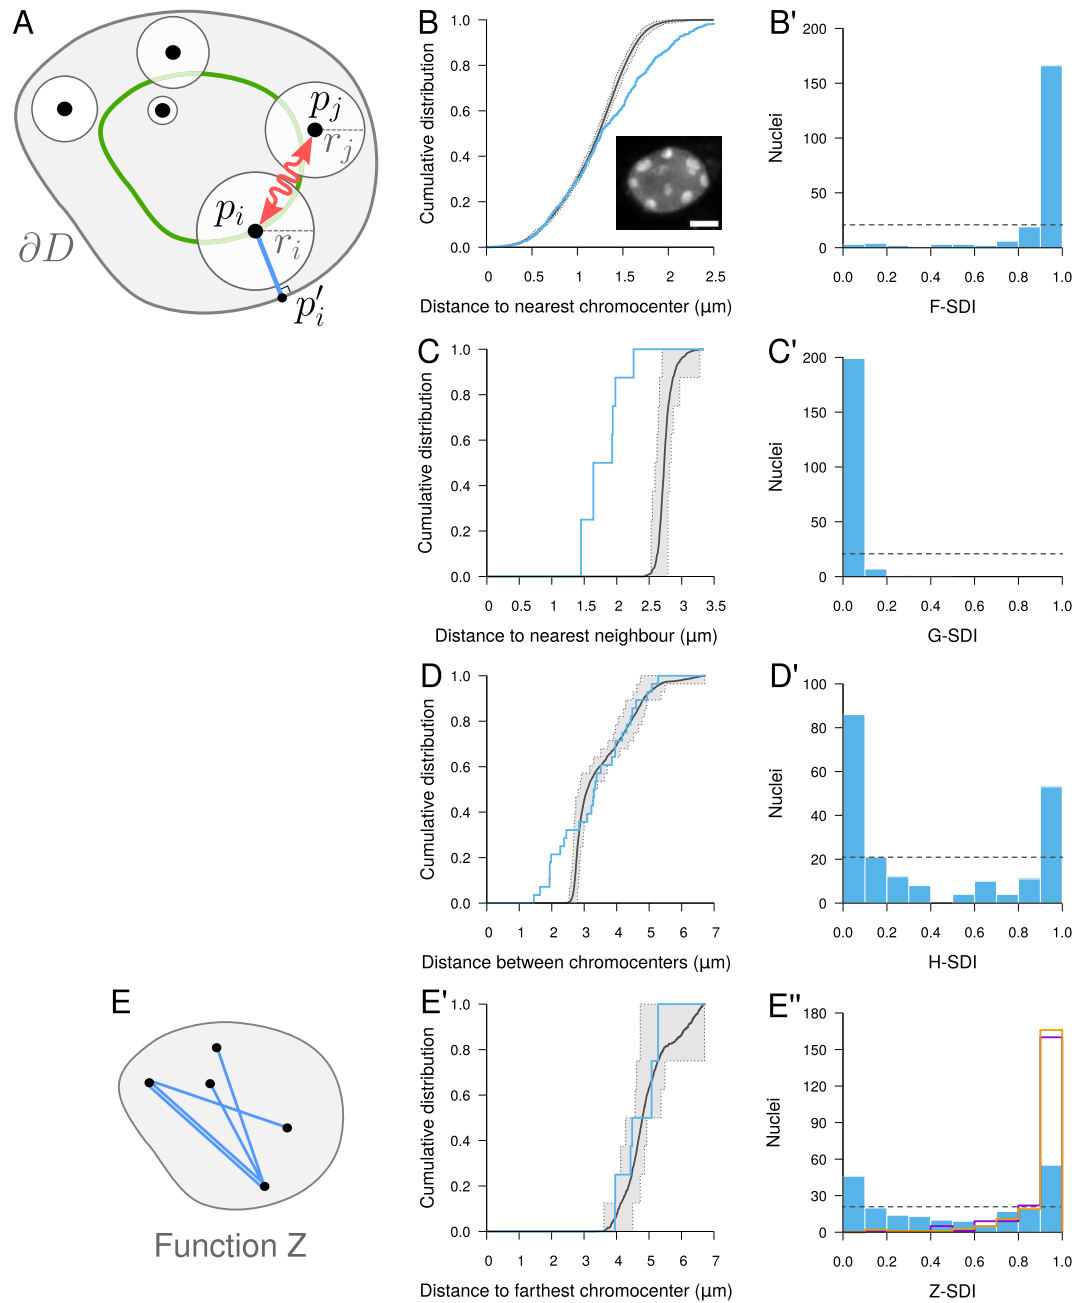 A
p_j
r_j
p_i
r_i
∂D
p'_i
B
Cumulative distribution
1.0
0.8
0.6
0.4
0.2
0.0
0 0.5 1 1.5 2 2.5
Distance to nearest chromocenter (µm)
B'
Nuclei
200
150
100
50
0
0.0 0.2 0.4 0.6 0.8 1.0
F-SDI
C
Cumulative distribution
1.0
0.8
0.6
0.4
0.2
0.0
0 0.5 1 1.5 2 2.5 3 3.5
Distance to nearest neighbour (µm)
C'
Nuclei
200
150
100
50
0
0.0 0.2 0.4 0.6 0.8 1.0
G-SDI
D
Cumulative distribution
1.0
0.8
0.6
0.4
0.2
0.0
0 1 2 3 4 5 6 7
Distance between chromocenters (µm)
D'
Nuclei
100
80
60
40
20
0
0.0 0.2 0.4 0.6 0.8 1.0
H-SDI
E
Function Z
E'
Cumulative distribution
1.0
0.8
0.6
0.4
0.2
0.0
0 1 2 3 4 5 6 7
Distance to farthest chromocenter (µm)
E''
Nuclei
180
150
120
90
60
30
0
0.0 0.2 0.4 0.6 0.8 1.0
Z-SDI